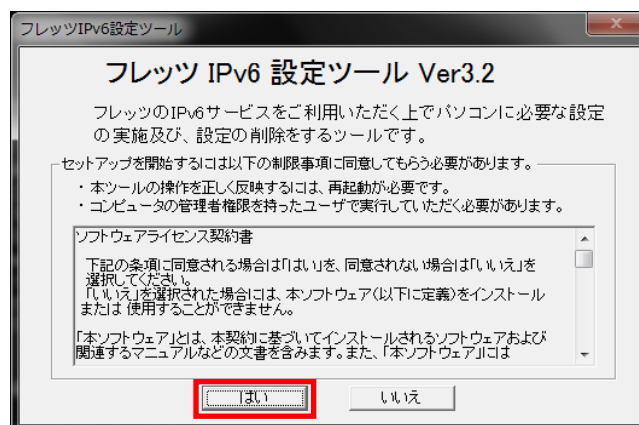 フレッツIPv6設定ツール
フレッツ IPv6 設定ツール Ver3.2
フレッツのIPv6サービスをご利用いただく上でパソコンに必要な設定
の実施及び、設定の削除をするツールです。
セットアップを開始するには以下の制限事項に同意してもらう必要があります。
・本ツールの操作を正しく反映するには、再起動が必要です。
・コンピュータの管理者権限を持ったユーザで実行していただく必要があります。
ソフトウェアライセンス契約書
下記の条項に同意される場合は「はい」を、同意されない場合は「いいえ」を
選択してください。
「いいえ」を選択された場合には、本ソフトウェア(以下に定義)をインストール
または 使用することができません。
「本ソフトウェア」とは、本契約に基づいてインストールされるソフトウェアおよび
関連するマニュアルなどの文書を含みます。また、「本ソフトウェア」には
はい
いいえ